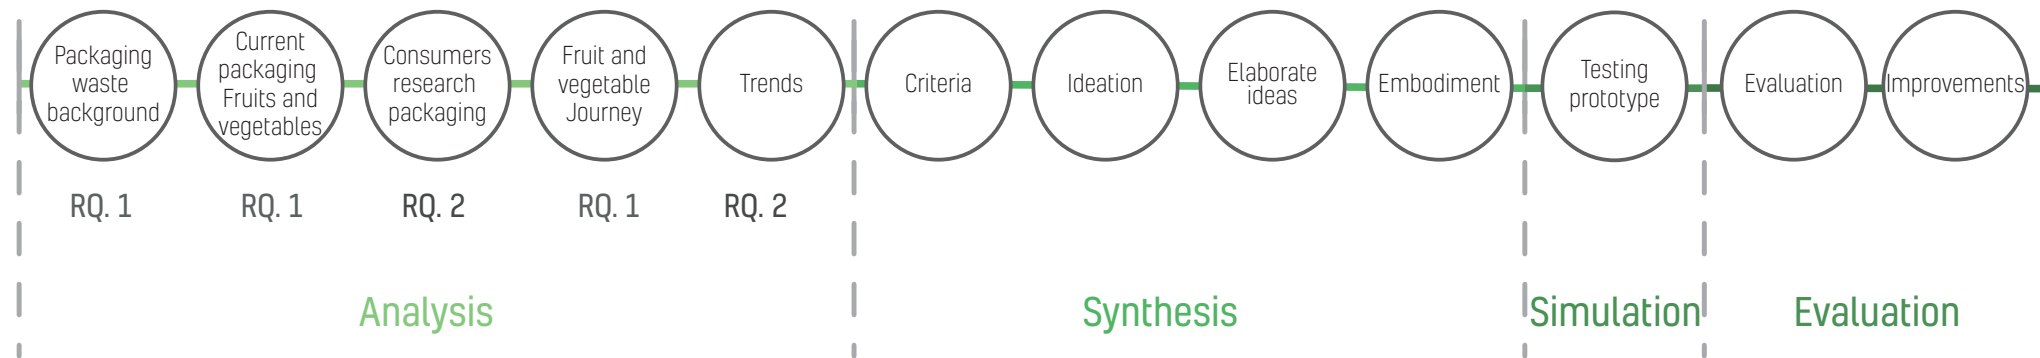 Packaging
waste
background
Current
packaging
Fruits and
vegetables
Consumers
research
packaging
Fruit and
vegetable
Journey
Trends
Criteria
Ideation
Elaborate
ideas
Embodiment
Testing
prototype
Evaluation
Improvements
RQ. 1
RQ. 1
RQ. 2
RQ. 1
RQ. 2
Analysis
Synthesis
Simulation
Evaluation